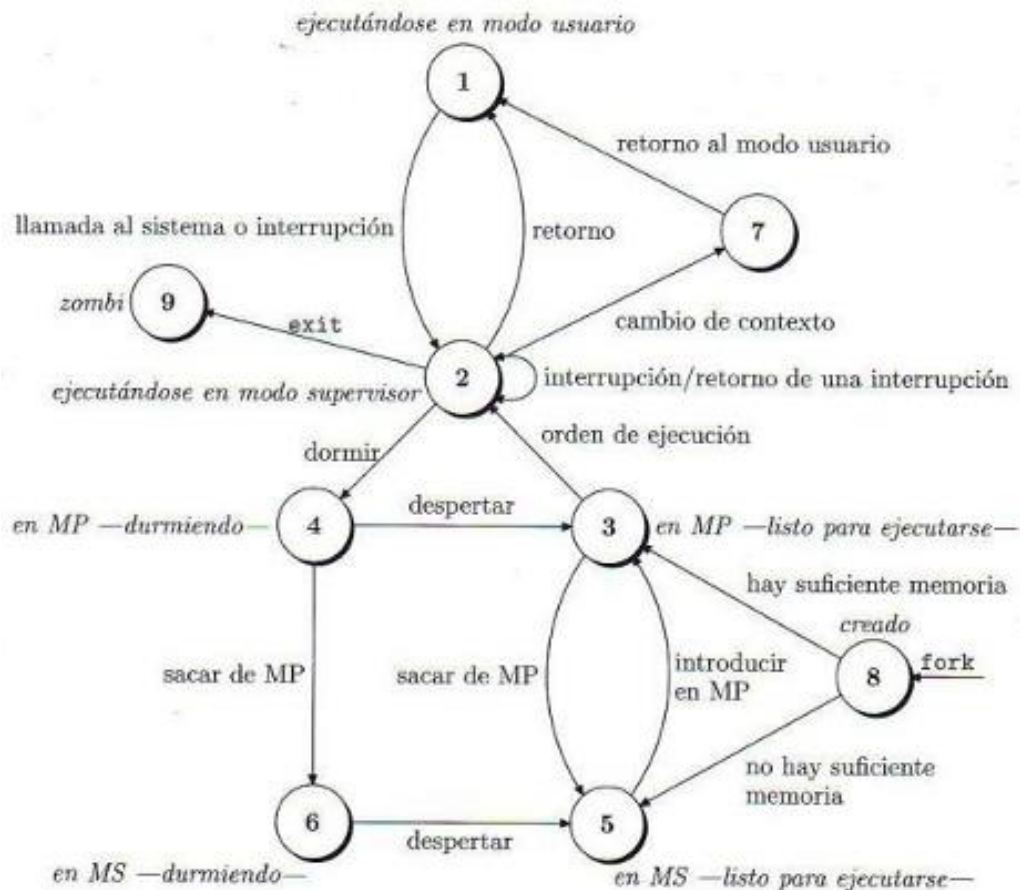 ejecutándose en modo usuario
1
retorno al modo usuario
llamada al sistema o interrupción
retorno
7
zombi
9
exit
cambio de contexto
2
interrupción/retorno de una interrupción
ejecutándose en modo supervisor
dormir
orden de ejecución
en MP —durmiendo—
4
despertar
3
en MP —listo para ejecutarse—
hay suficiente memoria
creado
sacar de MP
sacar de MP
introducir
en MP
8
fork
no hay suficiente
memoria
6
despertar
5
en MS —durmiendo—
en MS —listo para ejecutarse—